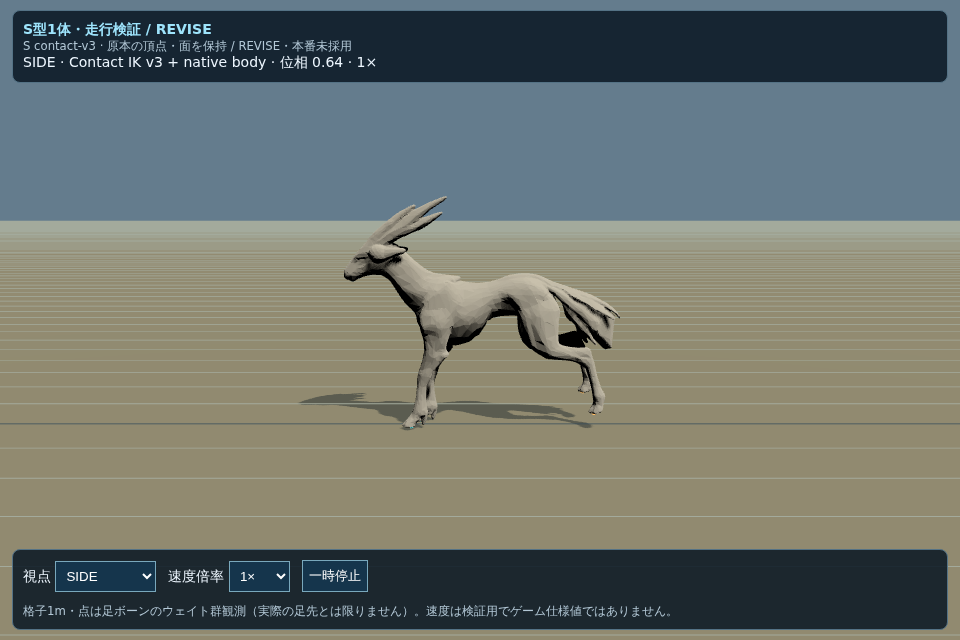 S型1体・走行検証 / REVISE
S contact-v3 · 原本の頂点・面を保持 / REVISE・本番未採用
SIDE · Contact IK v3 + native body · 位相 0.64 · 1×
視点 SIDE 速度倍率 1× 一時停止
格子1m・点は足ボーンのウェイト群観測（実際の足先とは限りません）。速度は検証用でゲーム仕様値ではありません。